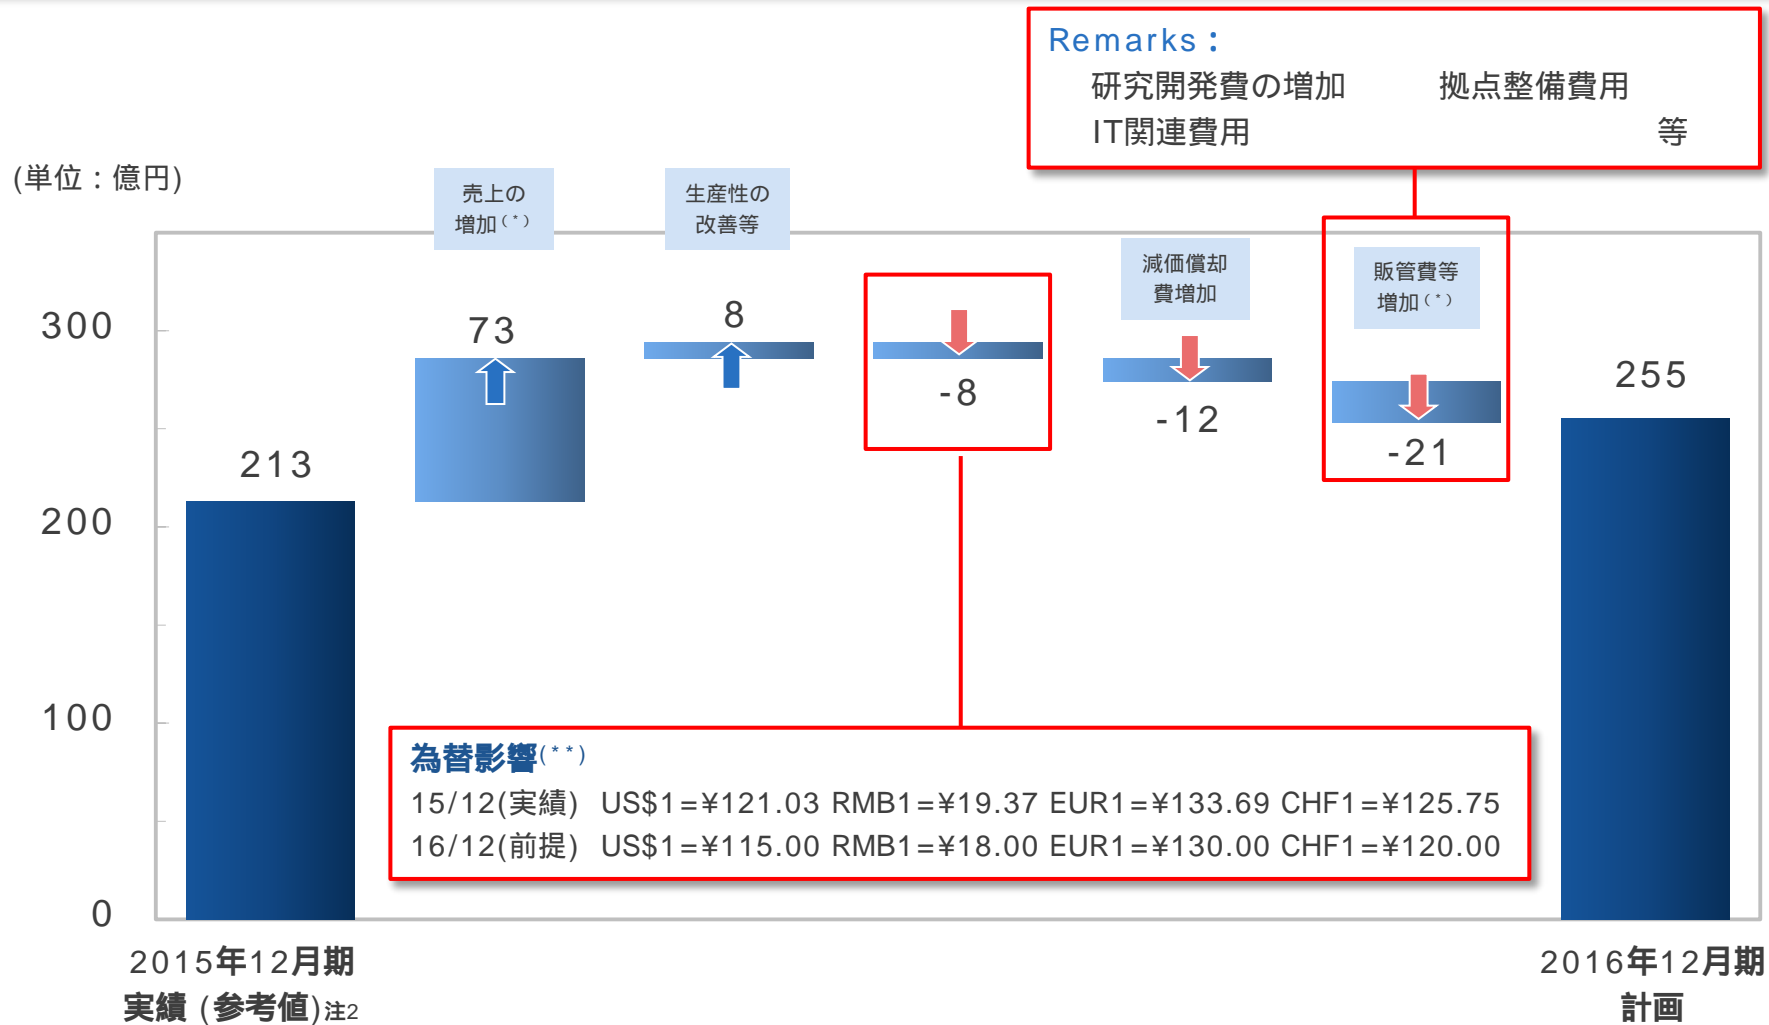 Remarks：
研究開発費の増加　拠点整備費用
IT関連費用　等
(単位：億円)
売上の
増加(*)
生産性の
改善等
減価償却
費増加
販管費等
増加(*)
300
200
100
0
213
73
8
-8
-12
-21
255
為替影響(**)
15/12(実績) US$1=¥121.03 RMB1=¥19.37 EUR1=¥133.69 CHF1=¥125.75
16/12(前提) US$1=¥115.00 RMB1=¥18.00 EUR1=¥130.00 CHF1=¥120.00
2015年12月期
実績 (参考値)注2
2016年12月期
計画